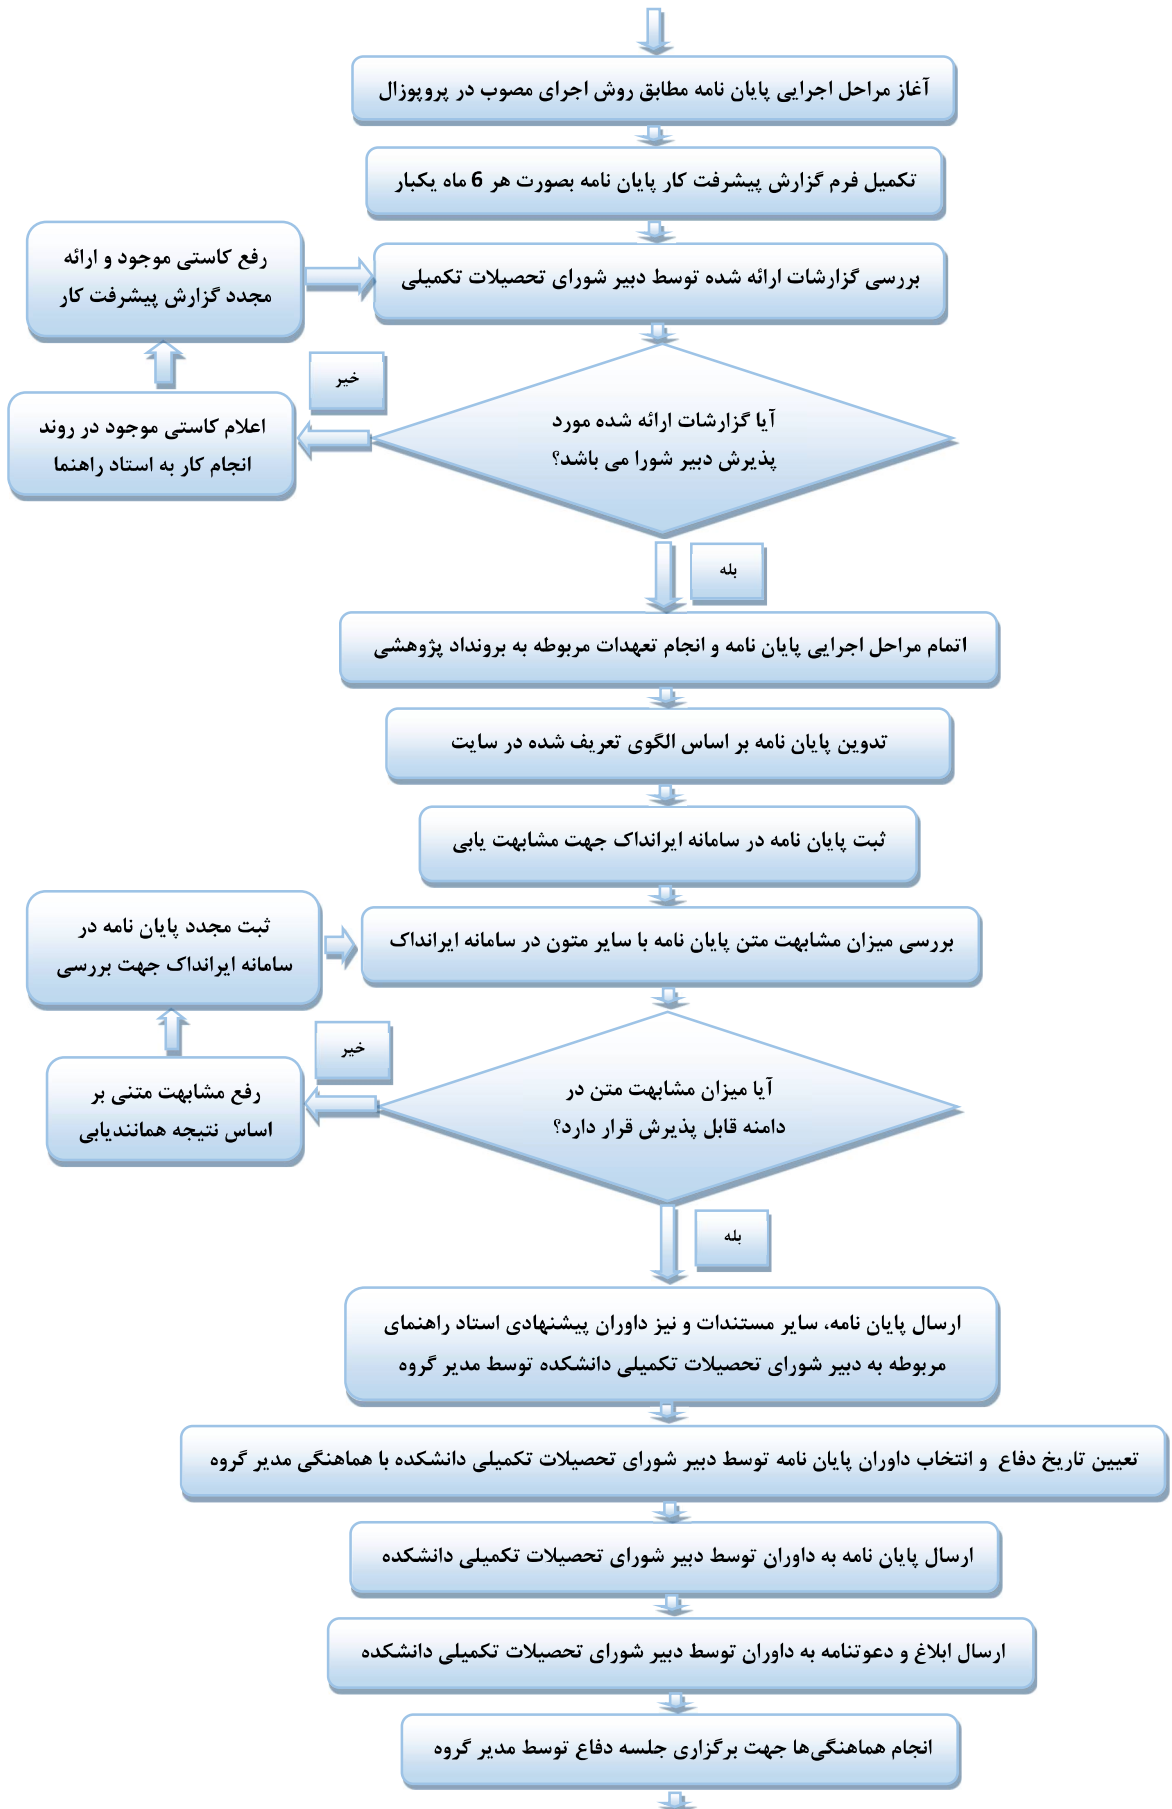 آغاز مراحل اجرایی پایان نامه مطابق روش اجرای مصوب در پروپوزال
تکمیل فرم گزارش پیشرفت کار پایان نامه بصورت هر 6 ماه یکبار
بررسی گزارشات ارائه شده توسط دبیر شورای تحصیلات تکمیلی
رفع کاستی موجود و ارائه
مجدد گزارش پیشرفت کار
آیا گزارشات ارائه شده مورد
پذیرش دبیر شورا می باشد؟
خیر
اعلام کاستی موجود در روند
انجام کار به استاد راهنما
بله
اتمام مراحل اجرایی پایان نامه و انجام تعهدات مربوطه به برونداد پژوهشی
تدوین پایان نامه بر اساس الگوی تعریف شده در سایت
ثبت پایان نامه در سامانه ایرانداک جهت مشابهت یابی
بررسی میزان مشابهت متن پایان نامه با سایر متون در سامانه ایرانداک
ثبت مجدد پایان نامه در
سامانه ایرانداک جهت بررسی
آیا میزان مشابهت متن در
دامنه قابل پذیرش قرار دارد؟
خیر
رفع مشابهت متنی بر
اساس نتیجه همانندیابی
بله
ارسال پایان نامه، سایر مستندات و نیز داوران پیشنهادی استاد راهنمای
مربوطه به دبیر شورای تحصیلات تکمیلی دانشکده توسط مدیر گروه
تعیین تاریخ دفاع و انتخاب داوران پایان نامه توسط دبیر شورای تحصیلات تکمیلی دانشکده با هماهنگی مدیر گروه
ارسال پایان نامه به داوران توسط دبیر شورای تحصیلات تکمیلی دانشکده
ارسال ابلاغ و دعوتنامه به داوران توسط دبیر شورای تحصیلات تکمیلی دانشکده
انجام هماهنگی‌ها جهت برگزاری جلسه دفاع توسط مدیر گروه